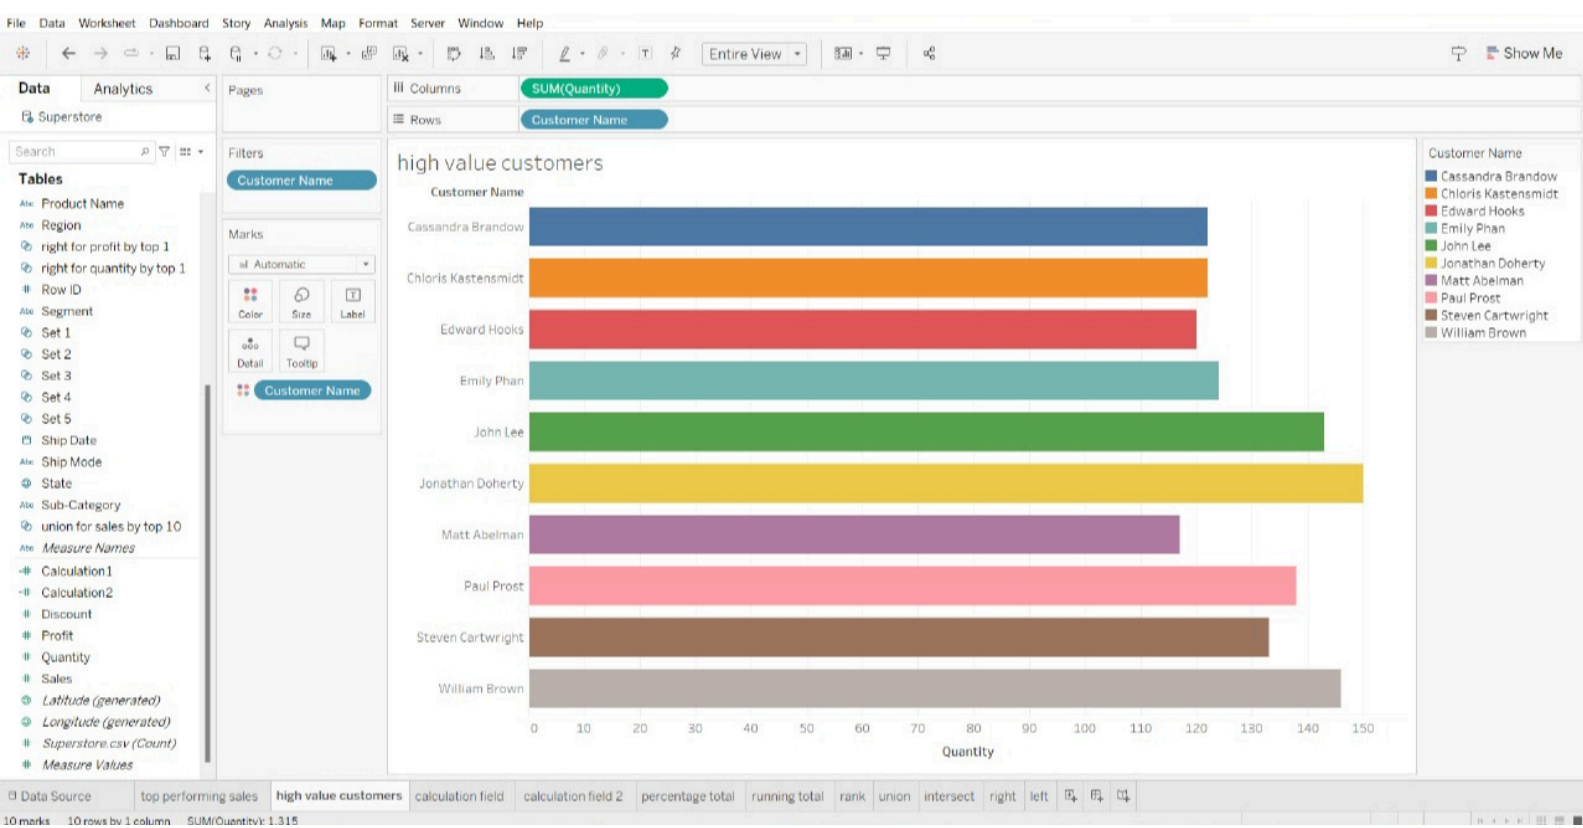 File Data Worksheet Dashboard Story Analysis Map Format Server Window Help
Entire View
Show Me
Data Analytics
Superstore
Search
Tables
Abc Product Name
Abc Region
right for profit by top 1
right for quantity by top 1
# Row ID
Abc Segment
Set 1
Set 2
Set 3
Set 4
Set 5
Ship Date
Abc Ship Mode
State
Abc Sub-Category
union for sales by top 10
Abc Measure Names
=# Calculation1
=# Calculation2
# Discount
# Profit
# Quantity
# Sales
Latitude (generated)
Longitude (generated)
# Superstore.csv (Count)
# Measure Values
Pages
Filters
Customer Name
Marks
Automatic
Color Size Label
Detail Tooltip
Customer Name
Columns SUM(Quantity)
Rows Customer Name
high value customers
Customer Name
Cassandra Brandow
Chloris Kastensmidt
Edward Hooks
Emily Phan
John Lee
Jonathan Doherty
Matt Abelman
Paul Prost
Steven Cartwright
William Brown
0 10 20 30 40 50 60 70 80 90 100 110 120 130 140 150
Quantity
Customer Name
Cassandra Brandow
Chloris Kastensmidt
Edward Hooks
Emily Phan
John Lee
Jonathan Doherty
Matt Abelman
Paul Prost
Steven Cartwright
William Brown
Data Source top performing sales high value customers calculation field calculation field 2 percentage total running total rank union intersect right left
10 marks 10 rows by 1 column SUM(Quantity): 1,315